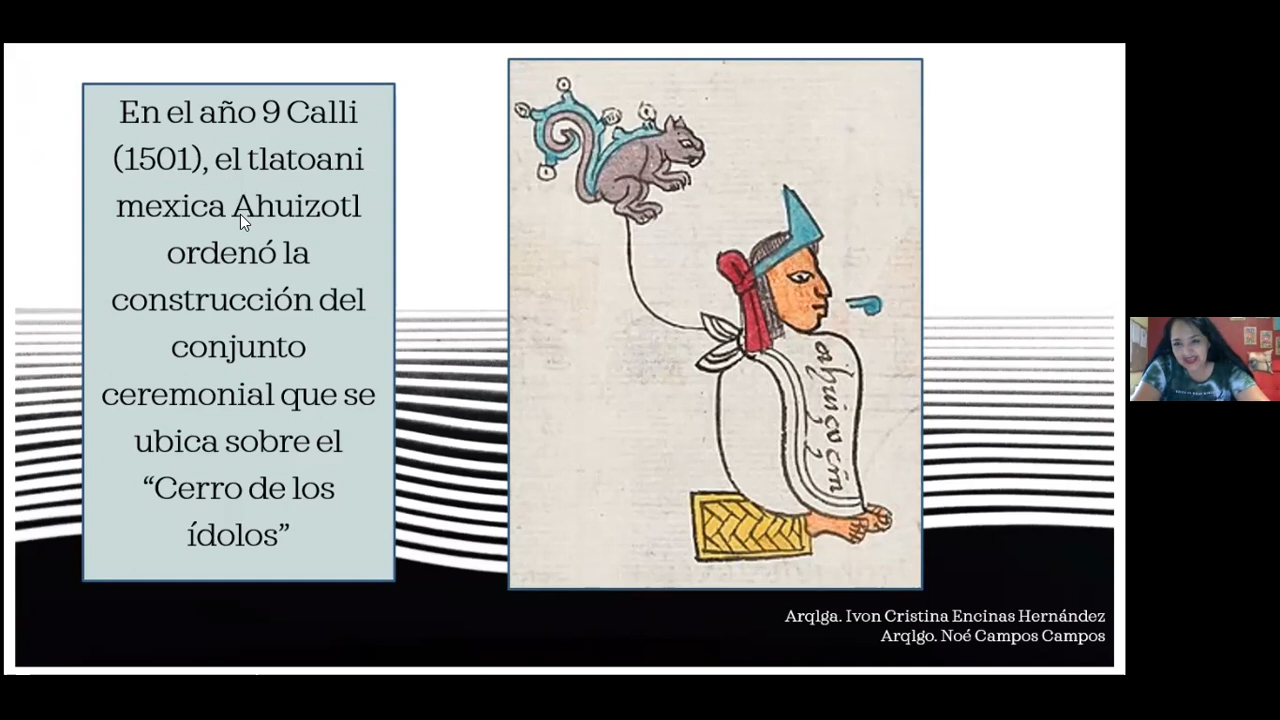 En el año 9 Calli
(1501), el tlatoani
mexica Ahuizotl
ordenó la
construcción del
conjunto
ceremonial que se
ubica sobre el
“Cerro de los
ídolos”
Arqlga. Ivon Cristina Encinas Hernández
Arqlgo. Noé Campos Campos